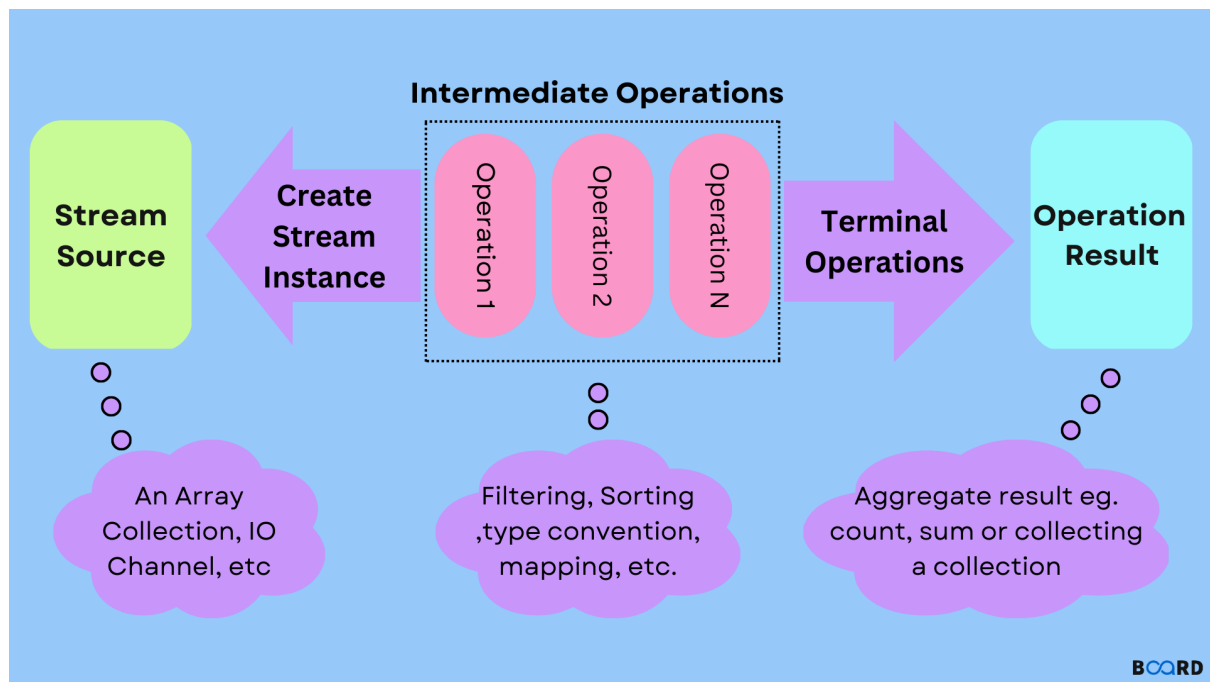 Intermediate Operations
Stream
Source
Create
Stream
Instance
Operation 1
Operation 2
Operation N
Terminal
Operations
Operation
Result
An Array
Collection, IO
Channel, etc
Filtering, Sorting
,type convention,
mapping, etc.
Aggregate result eg.
count, sum or collecting
a collection
BOARD